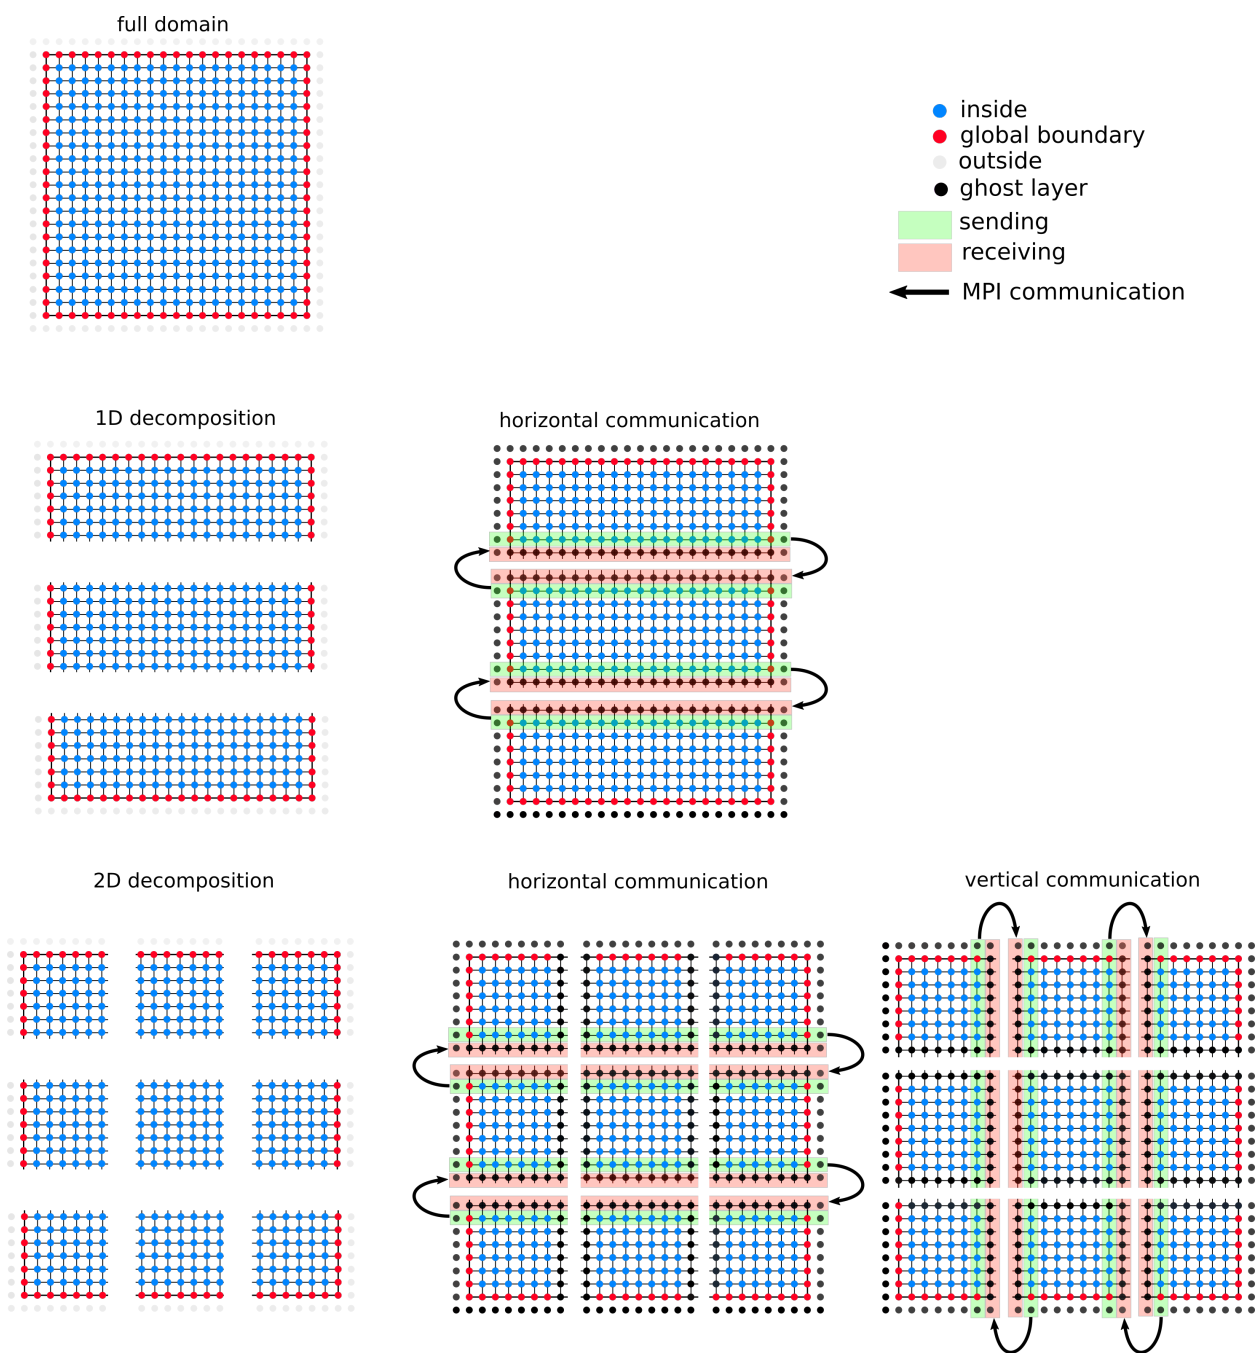 full domain
inside
global boundary
outside
ghost layer
sending
receiving
MPI communication
1D decomposition
horizontal communication
2D decomposition
horizontal communication
vertical communication